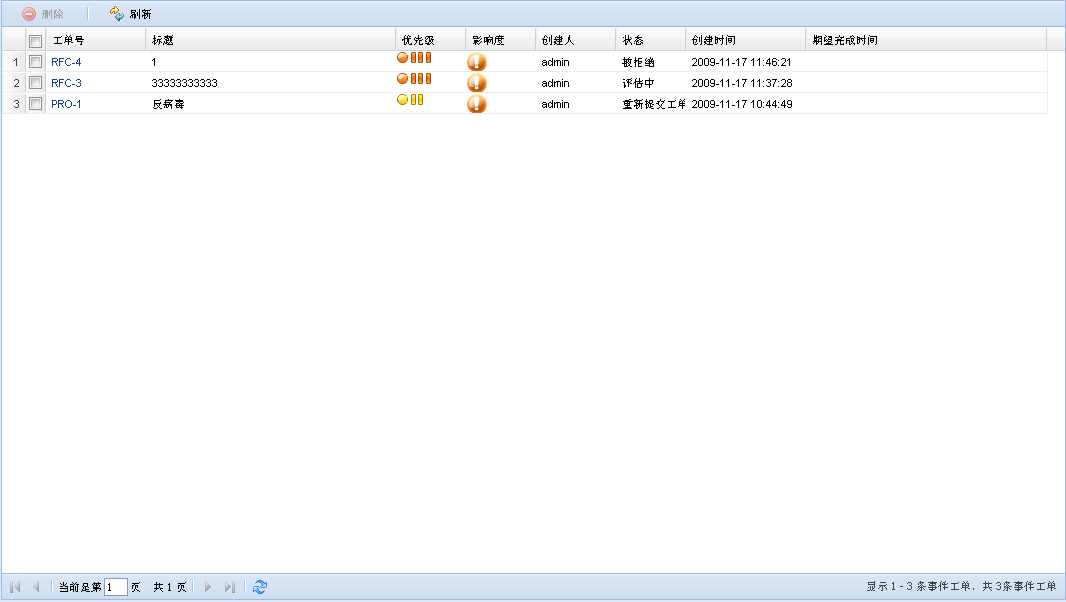 删除 刷新
工单号 标题 优先级 影响度 创建人 状态 创建时间 期望完成时间
1 RFC-4 1 admin 被拒绝 2009-11-17 11:46:21
2 RFC-3 33333333333 admin 评估中 2009-11-17 11:37:28
3 PRO-1 反病毒 admin 重新提交工单 2009-11-17 10:44:49
当前是第 1 页 共 1 页 显示 1 - 3 条事件工单，共 3条事件工单